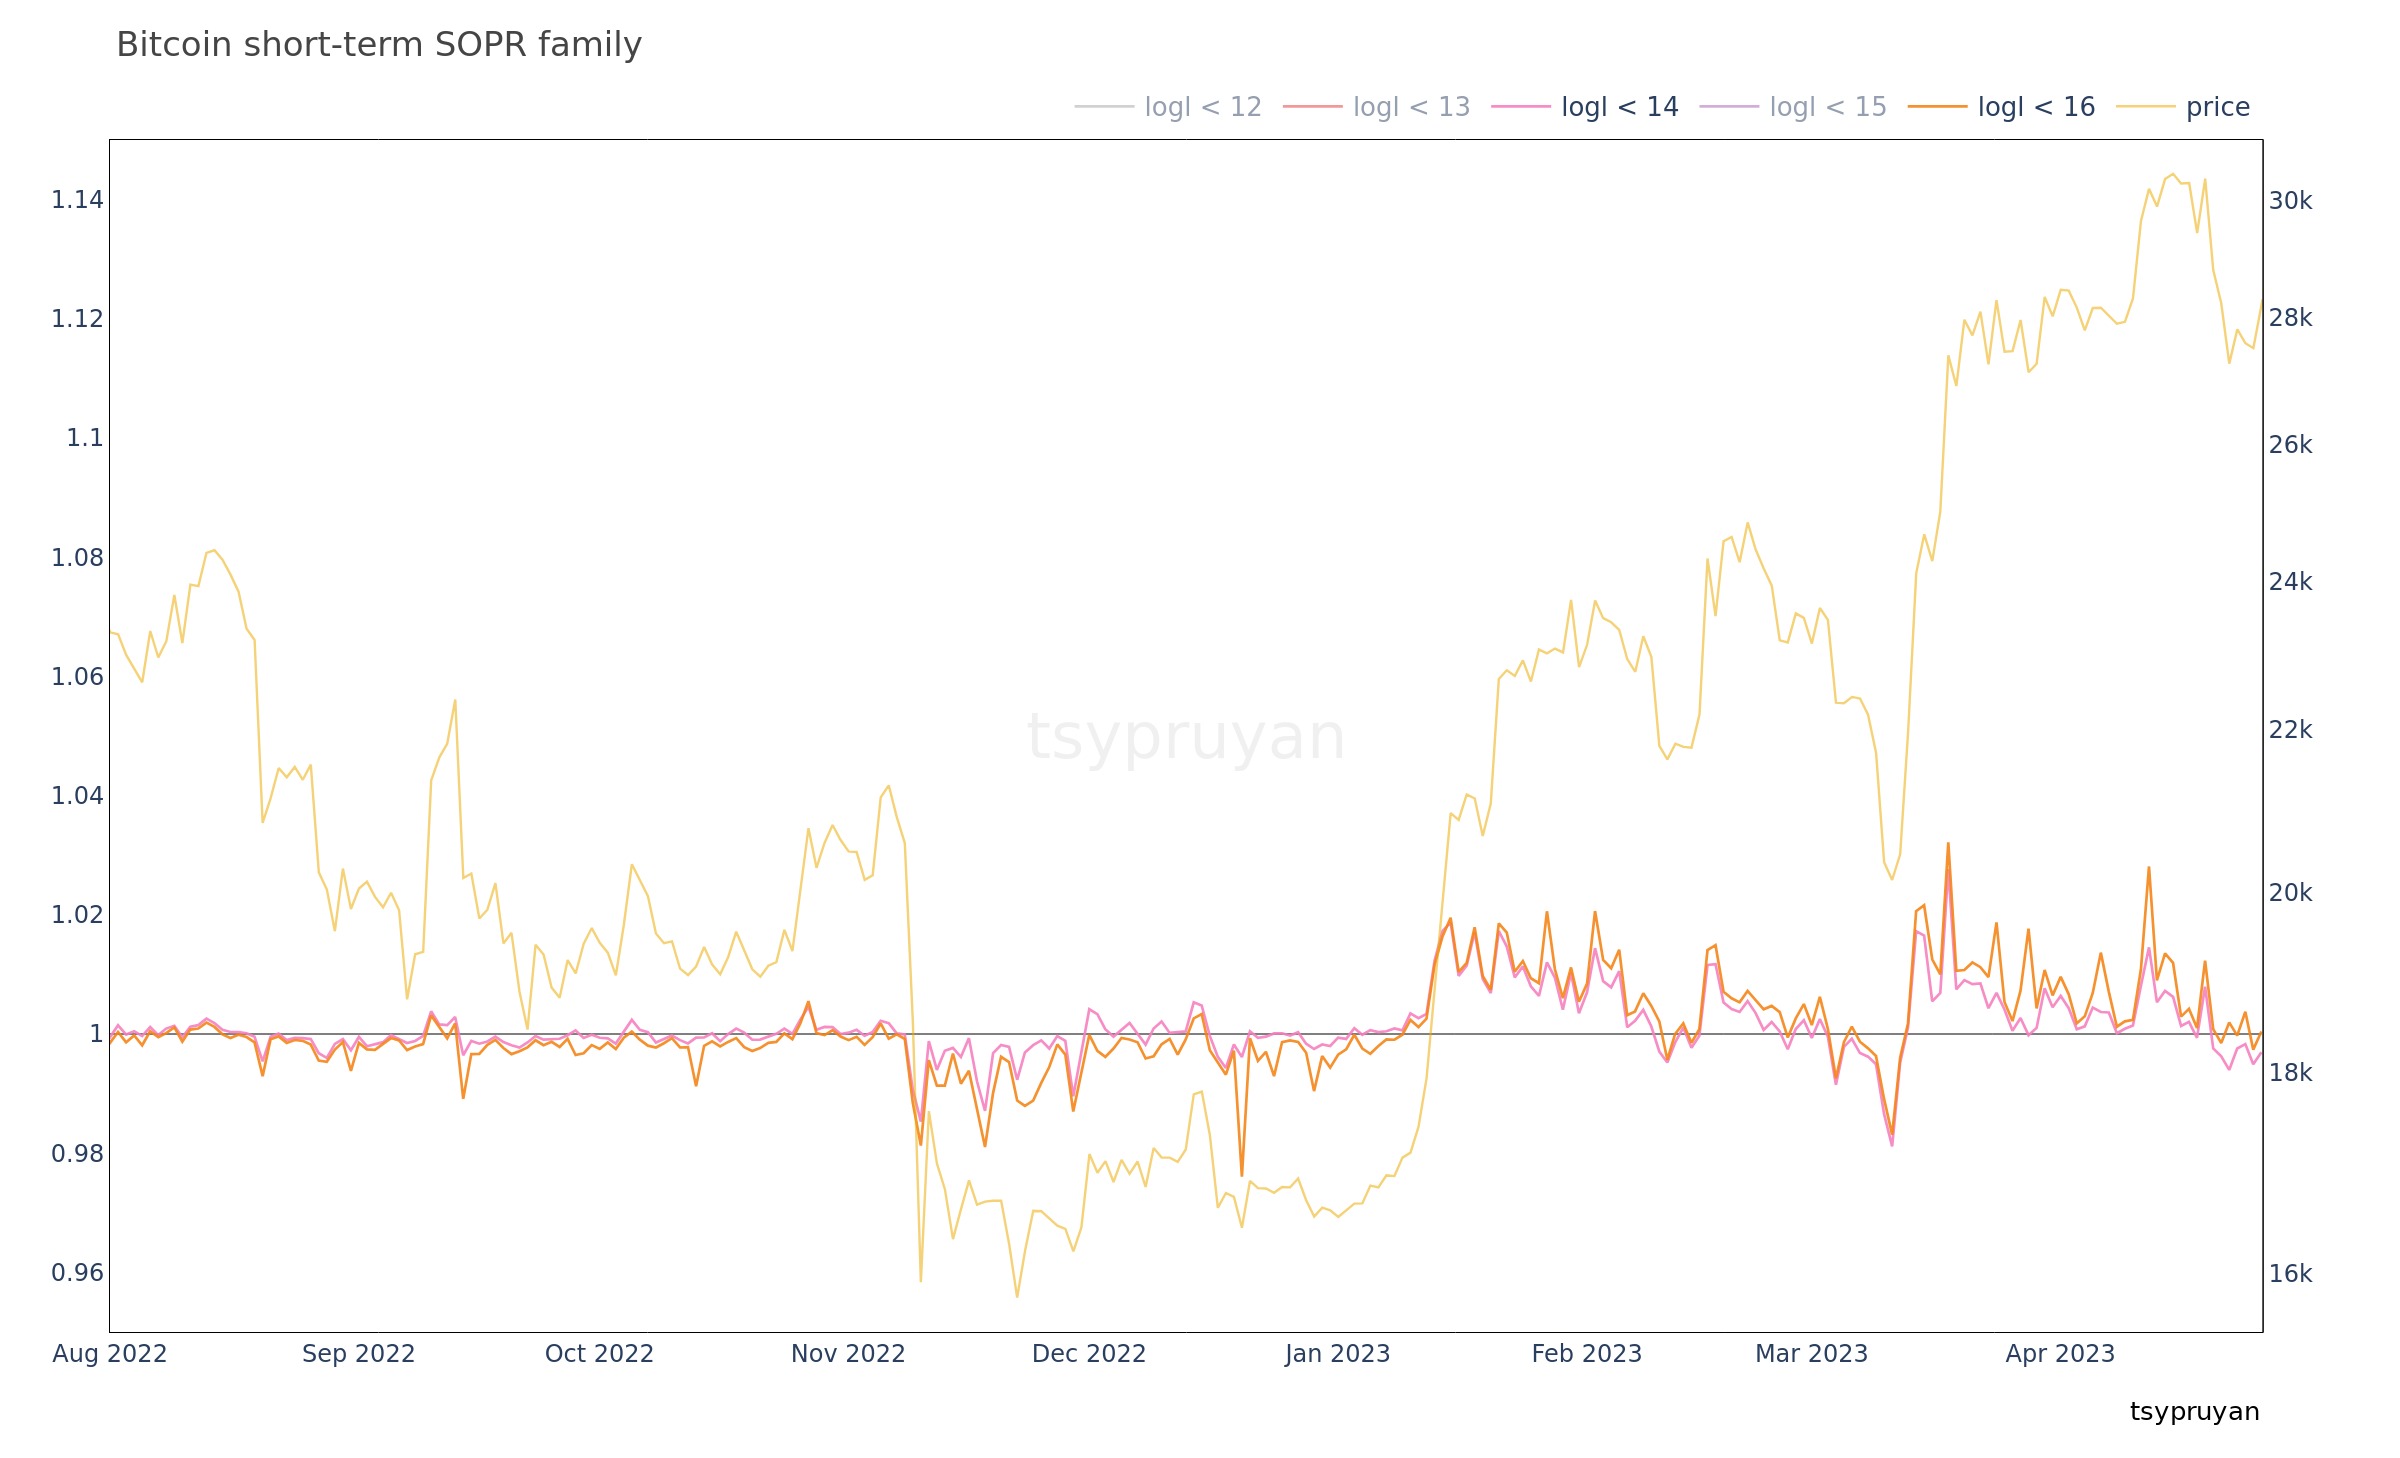 Bitcoin short-term SOPR family
logl < 12 logl < 13 logl < 14 logl < 15 logl < 16 price
1.14
1.12
1.1
1.08
1.06
1.04
1.02
1
0.98
0.96
30k
28k
26k
24k
22k
20k
18k
16k
tsypruyan
Aug 2022 Sep 2022 Oct 2022 Nov 2022 Dec 2022 Jan 2023 Feb 2023 Mar 2023 Apr 2023
tsypruyan